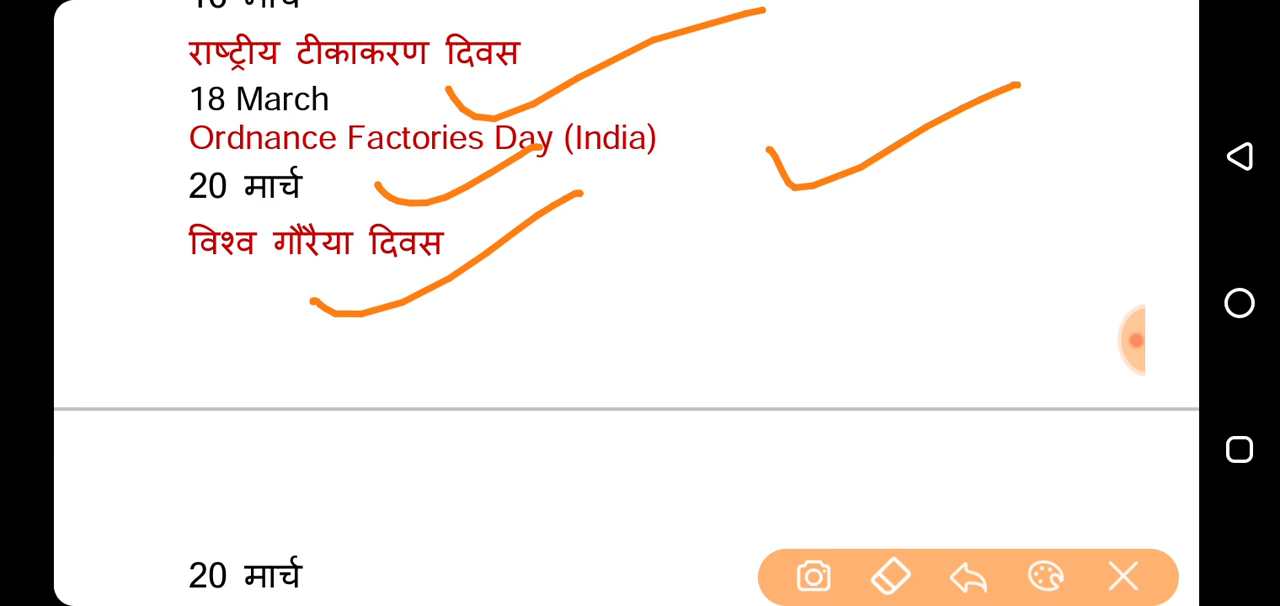 राष्ट्रीय टीकाकरण दिवस
18 March
Ordnance Factories Day (India)
20 मार्च
विश्व गौरैया दिवस
20 मार्च